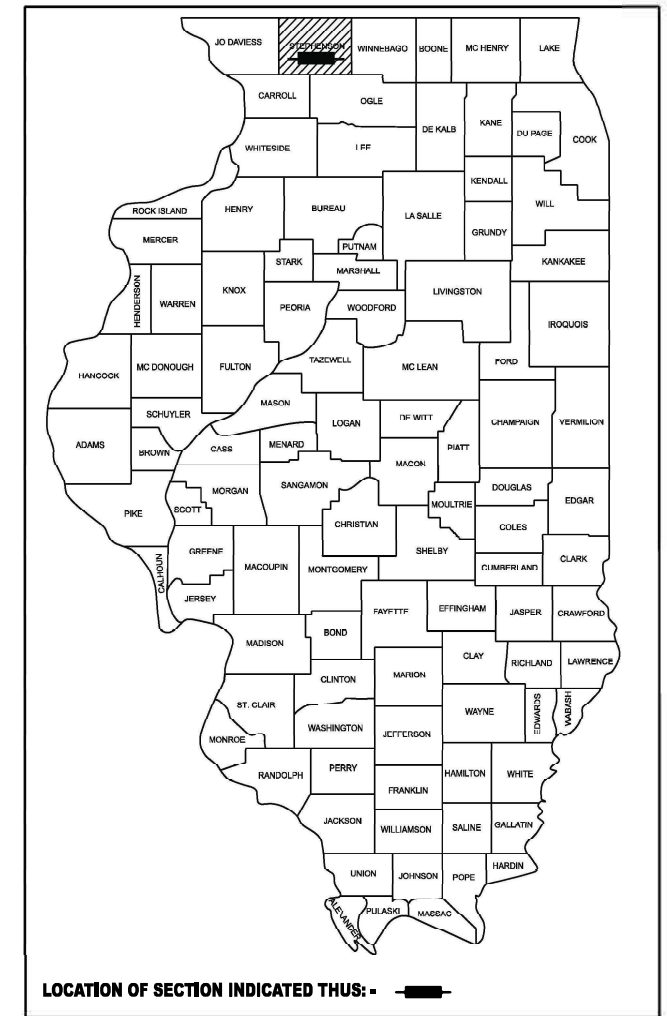 JO DAVIESS
STEPHENSON
WINNEBAGO
BOONE
MC HENRY
LAKE
CARROLL
OGLE
DE KALB
KANE
DU PAGE
COOK
WHITESIDE
LEE
KENDALL
WILL
ROCK ISLAND
HENRY
BUREAU
LA SALLE
GRUNDY
MERCER
PUTNAM
KANKAKEE
STARK
MARSHALL
HENDERSON
WARREN
KNOX
PEORIA
WOODFORD
LIVINGSTON
IROQUOIS
HANCOCK
MC DONOUGH
FULTON
TAZEWELL
MC LEAN
FORD
MASON
SCHUYLER
LOGAN
DE WITT
CHAMPAIGN
VERMILION
ADAMS
BROWN
CASS
MENARD
PIATT
MACON
MORGAN
SANGAMON
DOUGLAS
EDGAR
PIKE
SCOTT
CHRISTIAN
MOULTRIE
COLES
CALHOUN
GREENE
MACOUPIN
MONTGOMERY
SHELBY
CUMBERLAND
CLARK
JERSEY
FAYETTE
EFFINGHAM
JASPER
CRAWFORD
MADISON
BOND
CLAY
RICHLAND
LAWRENCE
CLINTON
MARION
ST. CLAIR
WAYNE
EDWARDS
WABASH
MONROE
WASHINGTON
JEFFERSON
RANDOLPH
PERRY
HAMILTON
WHITE
FRANKLIN
JACKSON
WILLIAMSON
SALINE
GALLATIN
UNION
JOHNSON
POPE
HARDIN
ALEXANDER
PULASKI
MASSAC
LOCATION OF SECTION INDICATED THUS: -